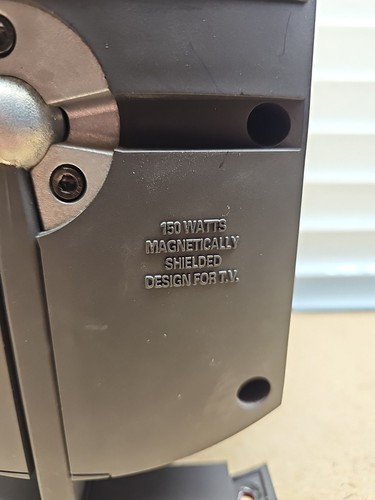 150 WATTS
MAGNETICALLY
SHIELDED
DESIGN FOR T.V.